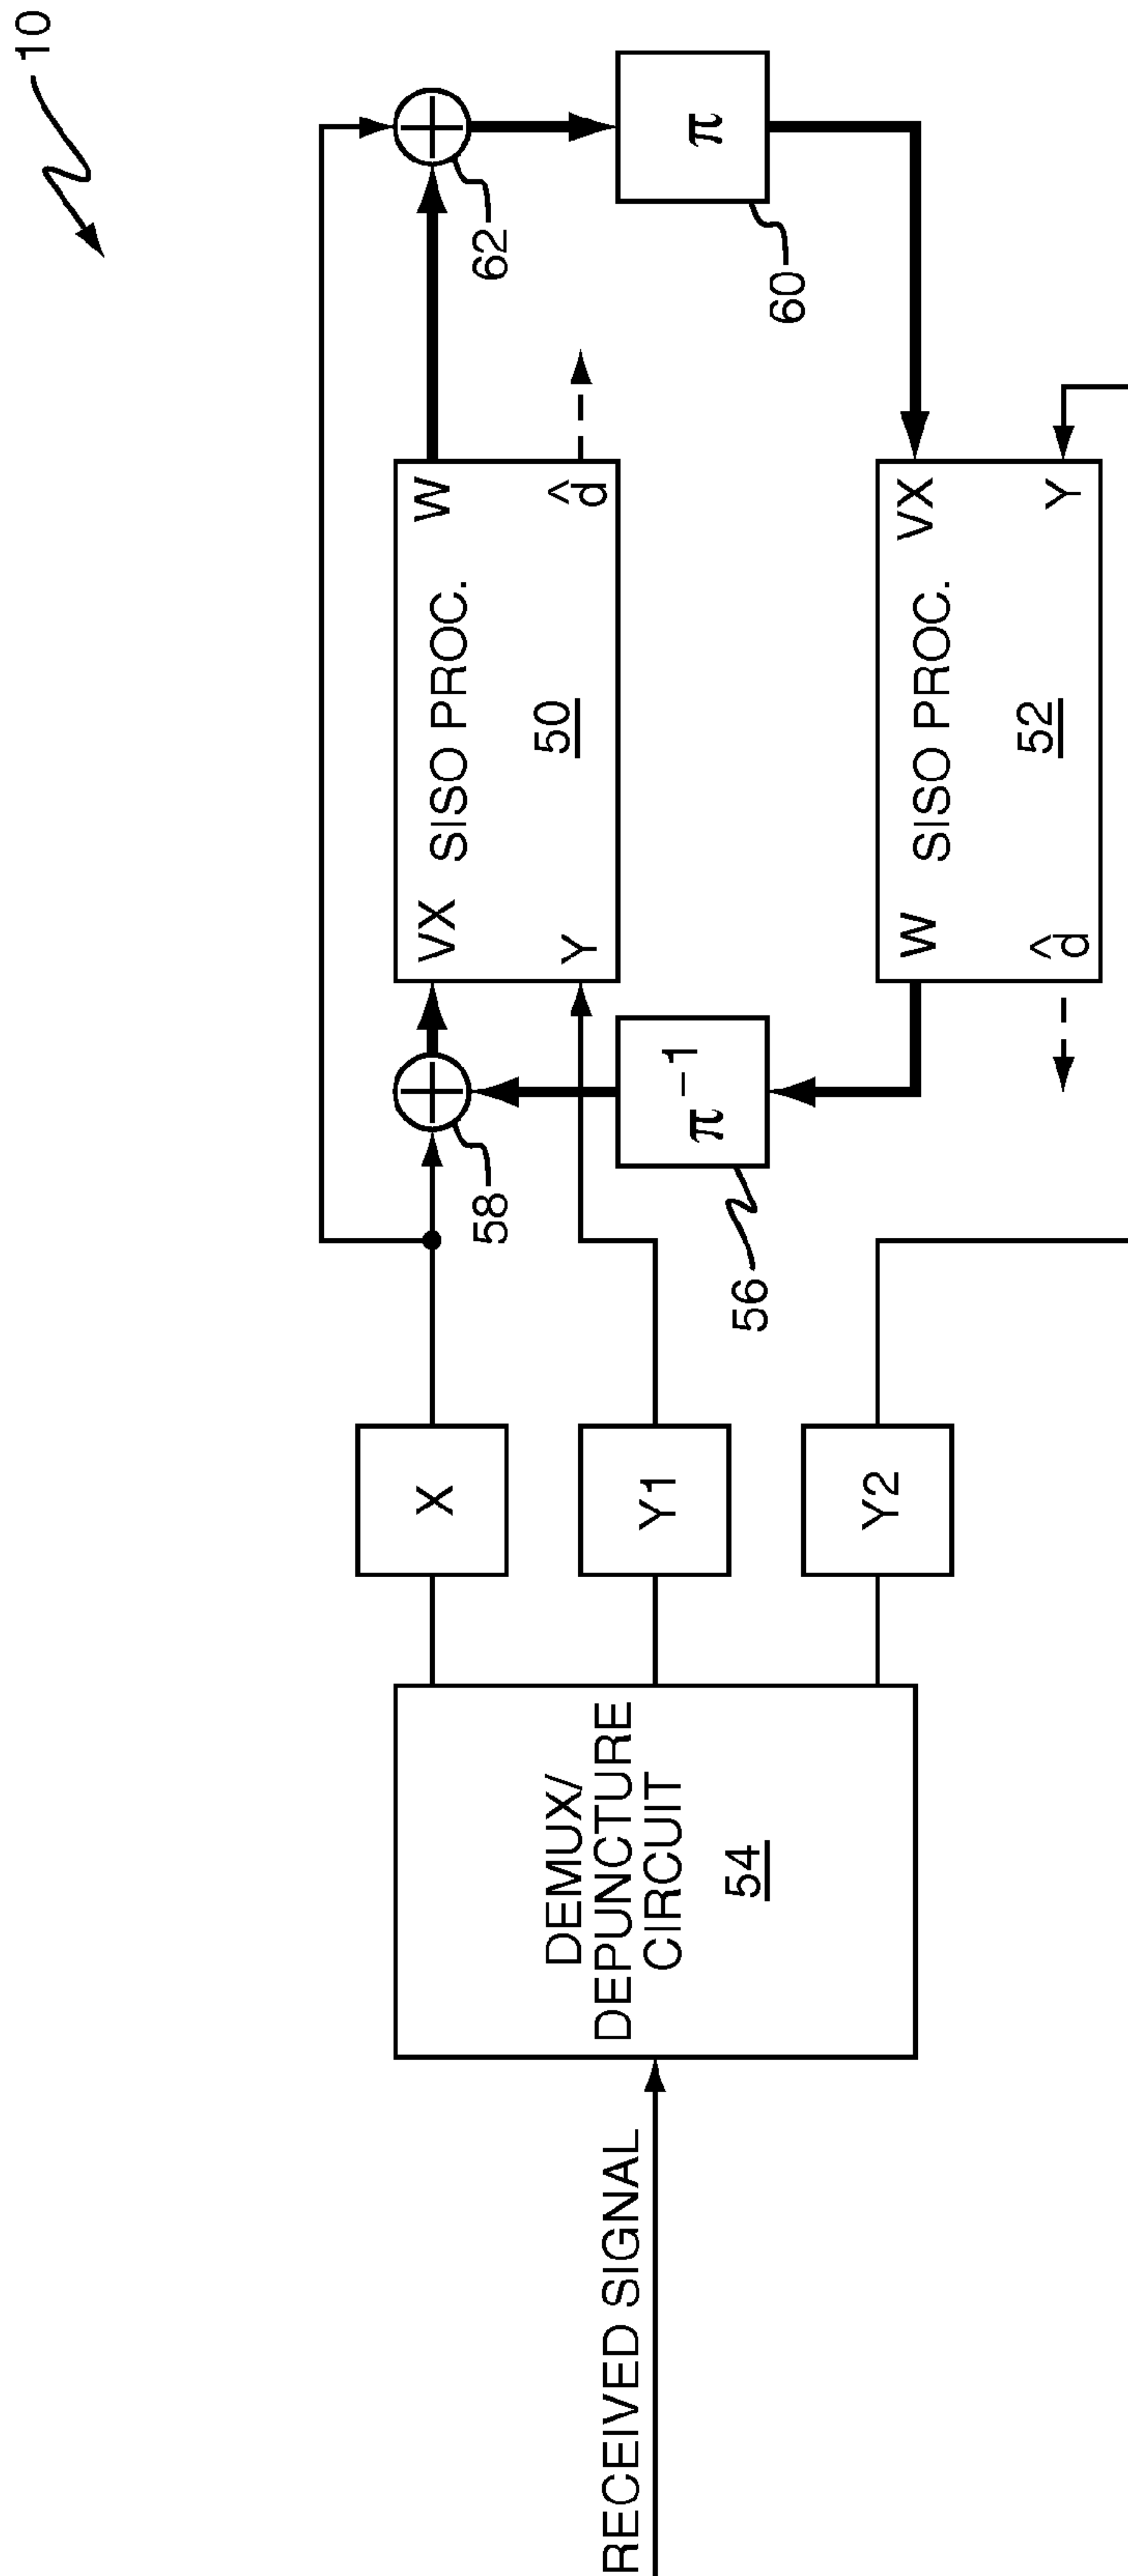 10
RECEIVED SIGNAL
DEMUX/
DEPUNCTURE
CIRCUIT
54
X
Y1
Y2
58
56
π⁻¹
VX
SISO PROC.
W
Y
50
d̂
62
π
60
W
SISO PROC.
VX
d̂
52
Y